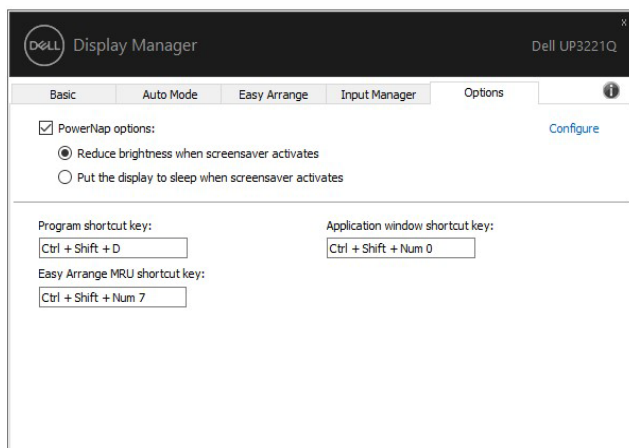 x
DELL Display Manager
Dell UP3221Q
Basic
Auto Mode
Easy Arrange
Input Manager
Options
i
PowerNap options:
Configure
Reduce brightness when screensaver activates
Put the display to sleep when screensaver activates
Program shortcut key:
Ctrl + Shift + D
Application window shortcut key:
Ctrl + Shift + Num 0
Easy Arrange MRU shortcut key:
Ctrl + Shift + Num 7